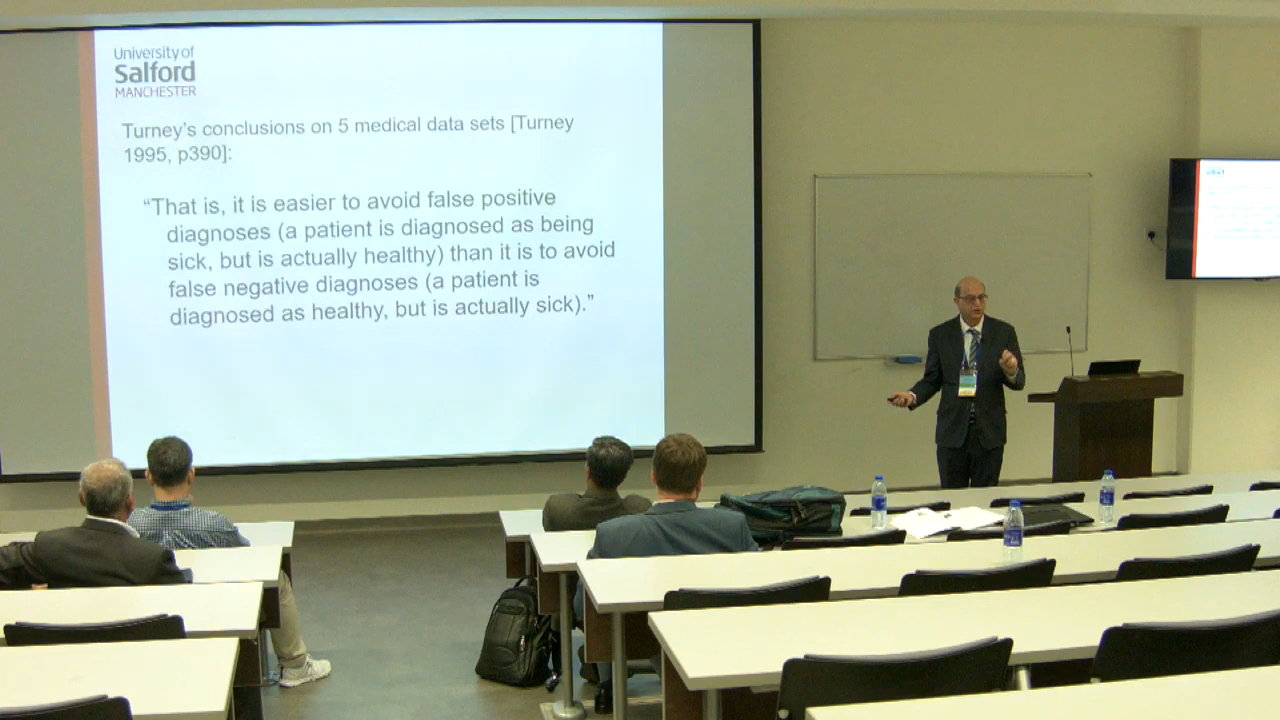 University of
Salford
MANCHESTER
Turney's conclusions on 5 medical data sets [Turney
1995, p390]:
“That is, it is easier to avoid false positive
diagnoses (a patient is diagnosed as being
sick, but is actually healthy) than it is to avoid
false negative diagnoses (a patient is
diagnosed as healthy, but is actually sick).”